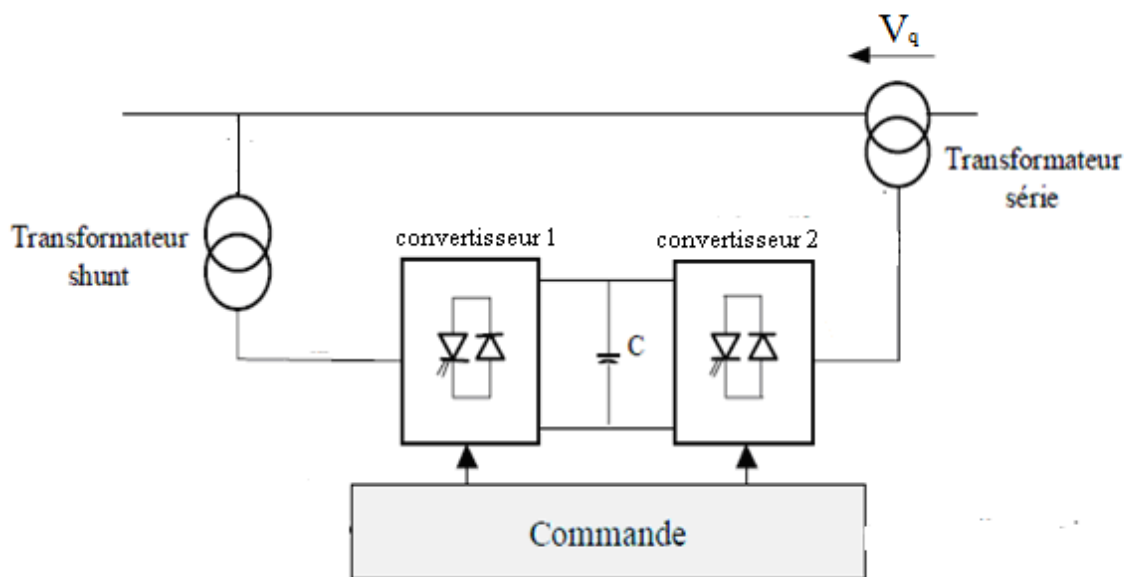 Vq
Transformateur
série
Transformateur
shunt
convertisseur 1
convertisseur 2
C
Commande